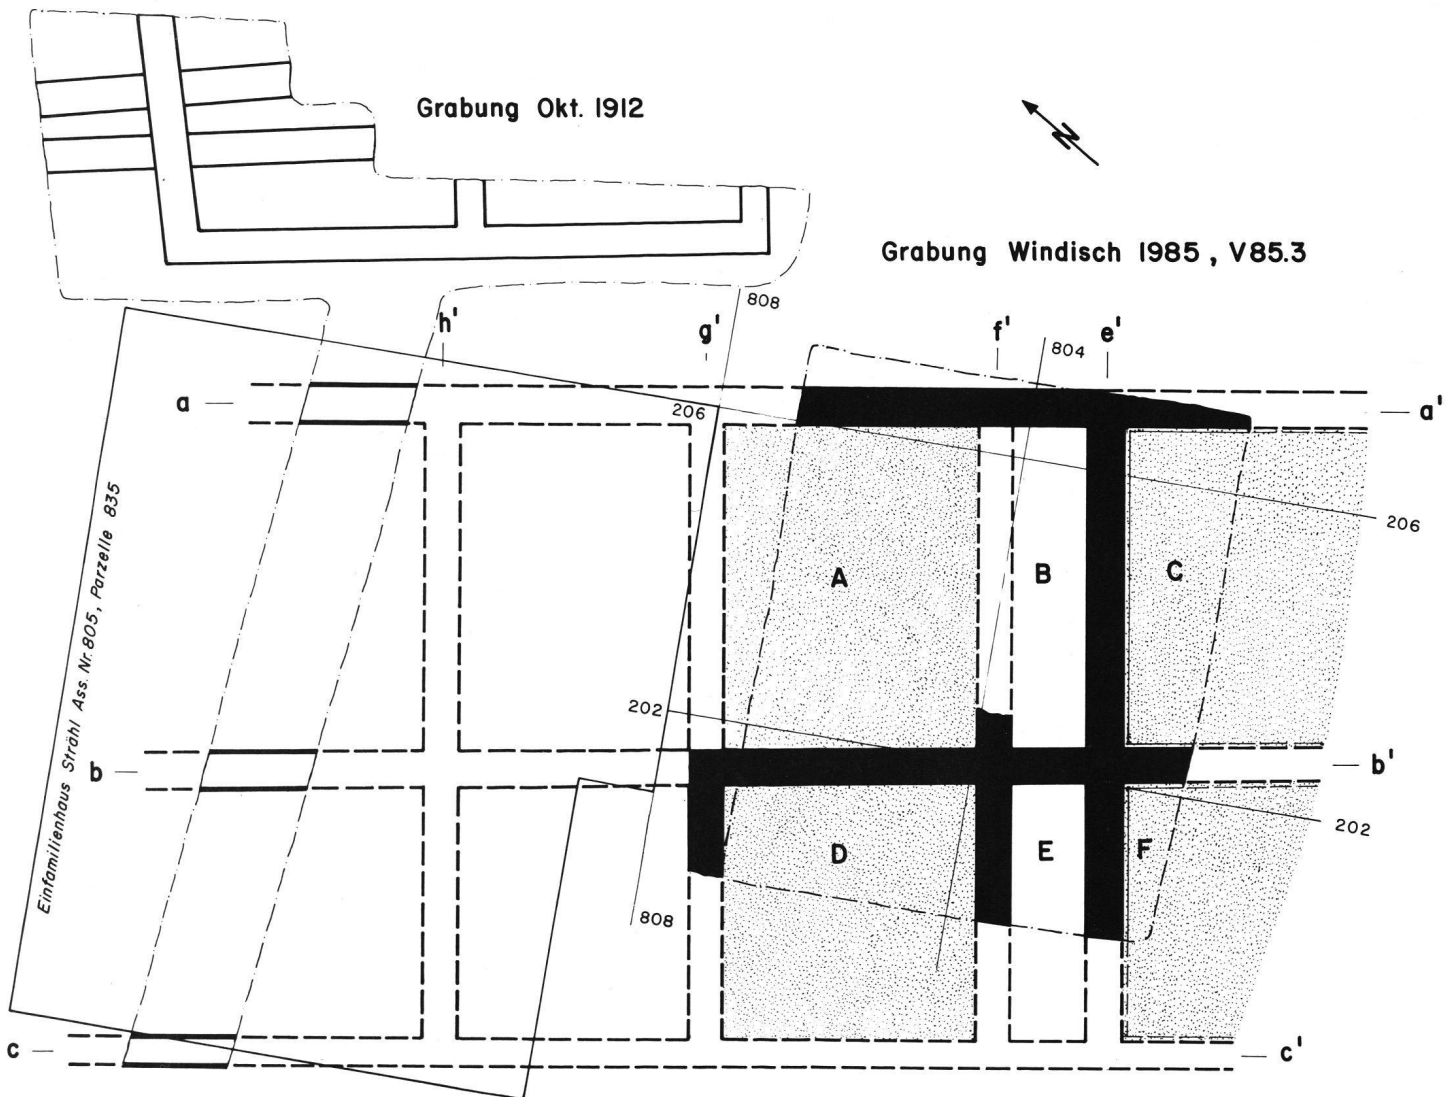 Grabung Okt. 1912
N
Grabung Windisch 1985, V85.3
808
h'
g'
f'
e'
804
a
206
a'
206
Einfamilienhaus Strähl Ass. Nr. 805, Parzelle 835
A
B
C
202
b
b'
202
D
E
F
808
c
c'